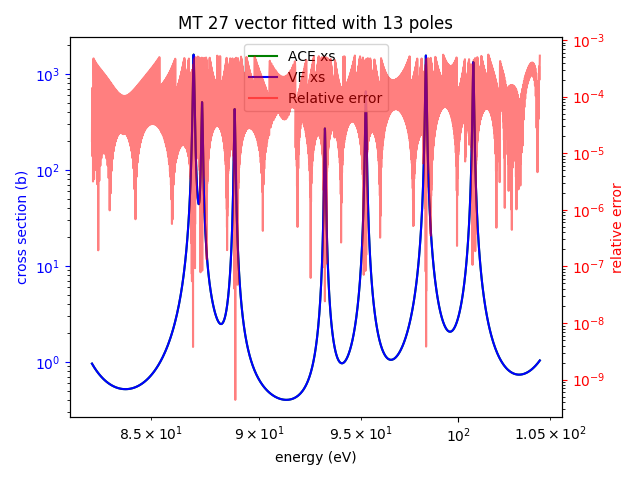 MT 27 vector fitted with 13 poles
ACE xs
VF xs
Relative error
cross section (b)
10³
10²
10¹
10⁰
relative error
10⁻³
10⁻⁴
10⁻⁵
10⁻⁶
10⁻⁷
10⁻⁸
10⁻⁹
8.5 × 10¹
9 × 10¹
9.5 × 10¹
10²
1.05 × 10²
energy (eV)